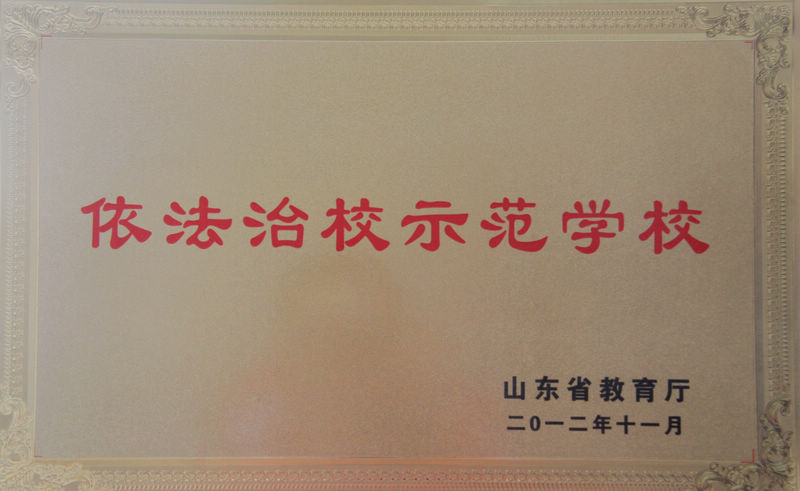 依法治校示范学校
山东省教育厅
二0一二年十一月